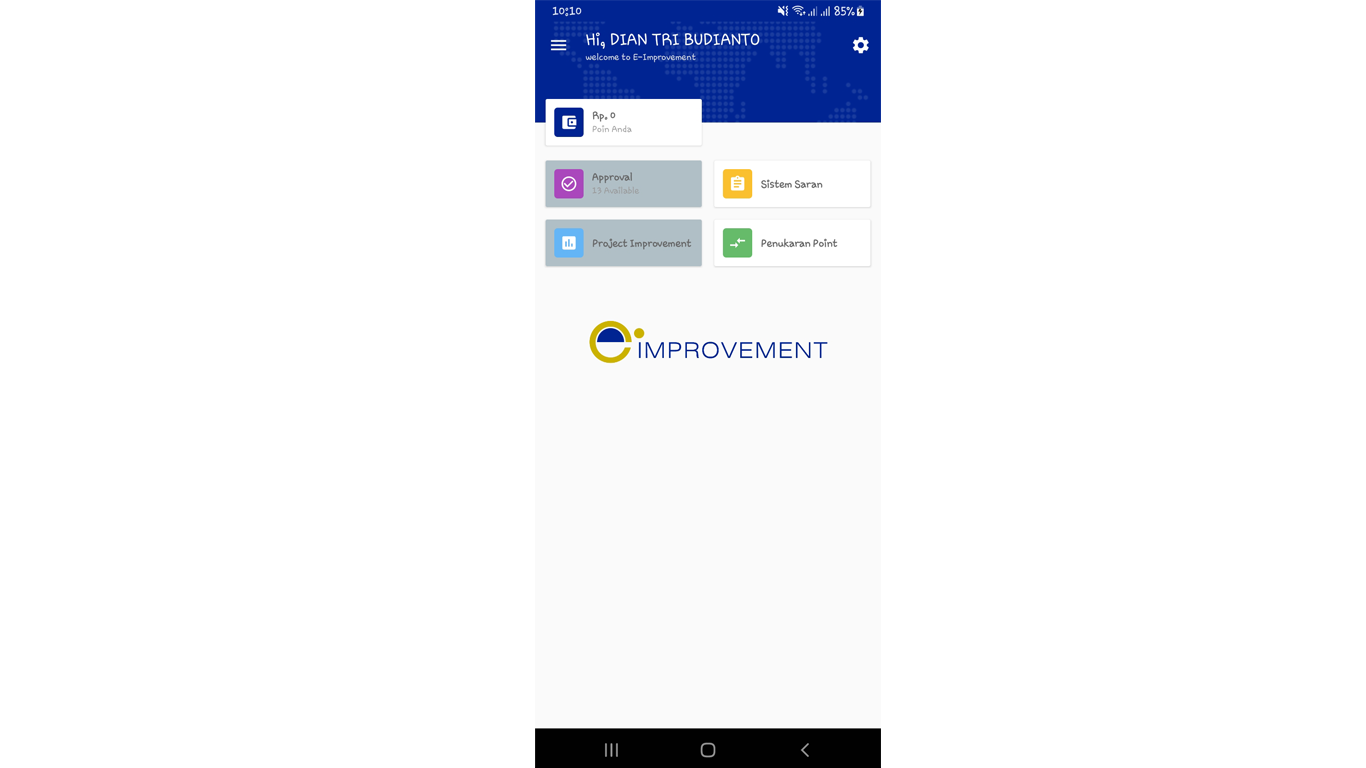 10:10
85%
Hi, DIAN TRI BUDIANTO
welcome to E-Improvement
Rp. 0
Poin Anda
Approval
13 Available
Sistem Saran
Project Improvement
Penukaran Point
e IMPROVEMENT